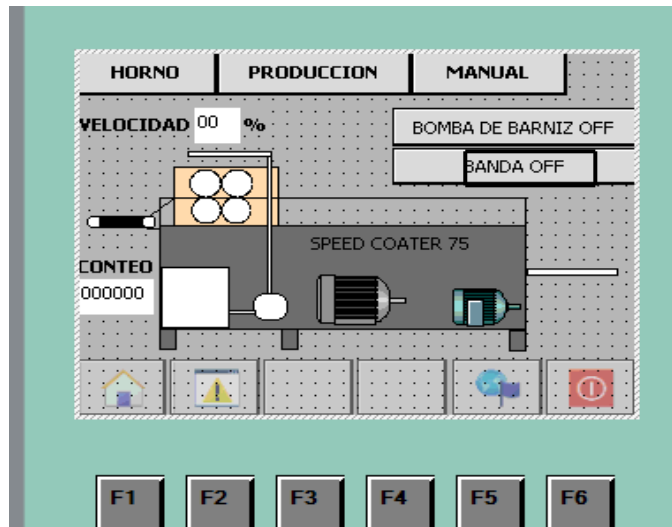 HORNO PRODUCCION MANUAL
VELOCIDAD 00 %
BOMBA DE BARNIZ OFF
BANDA OFF
SPEED COATER 75
CONTEO
000000
F1 F2 F3 F4 F5 F6